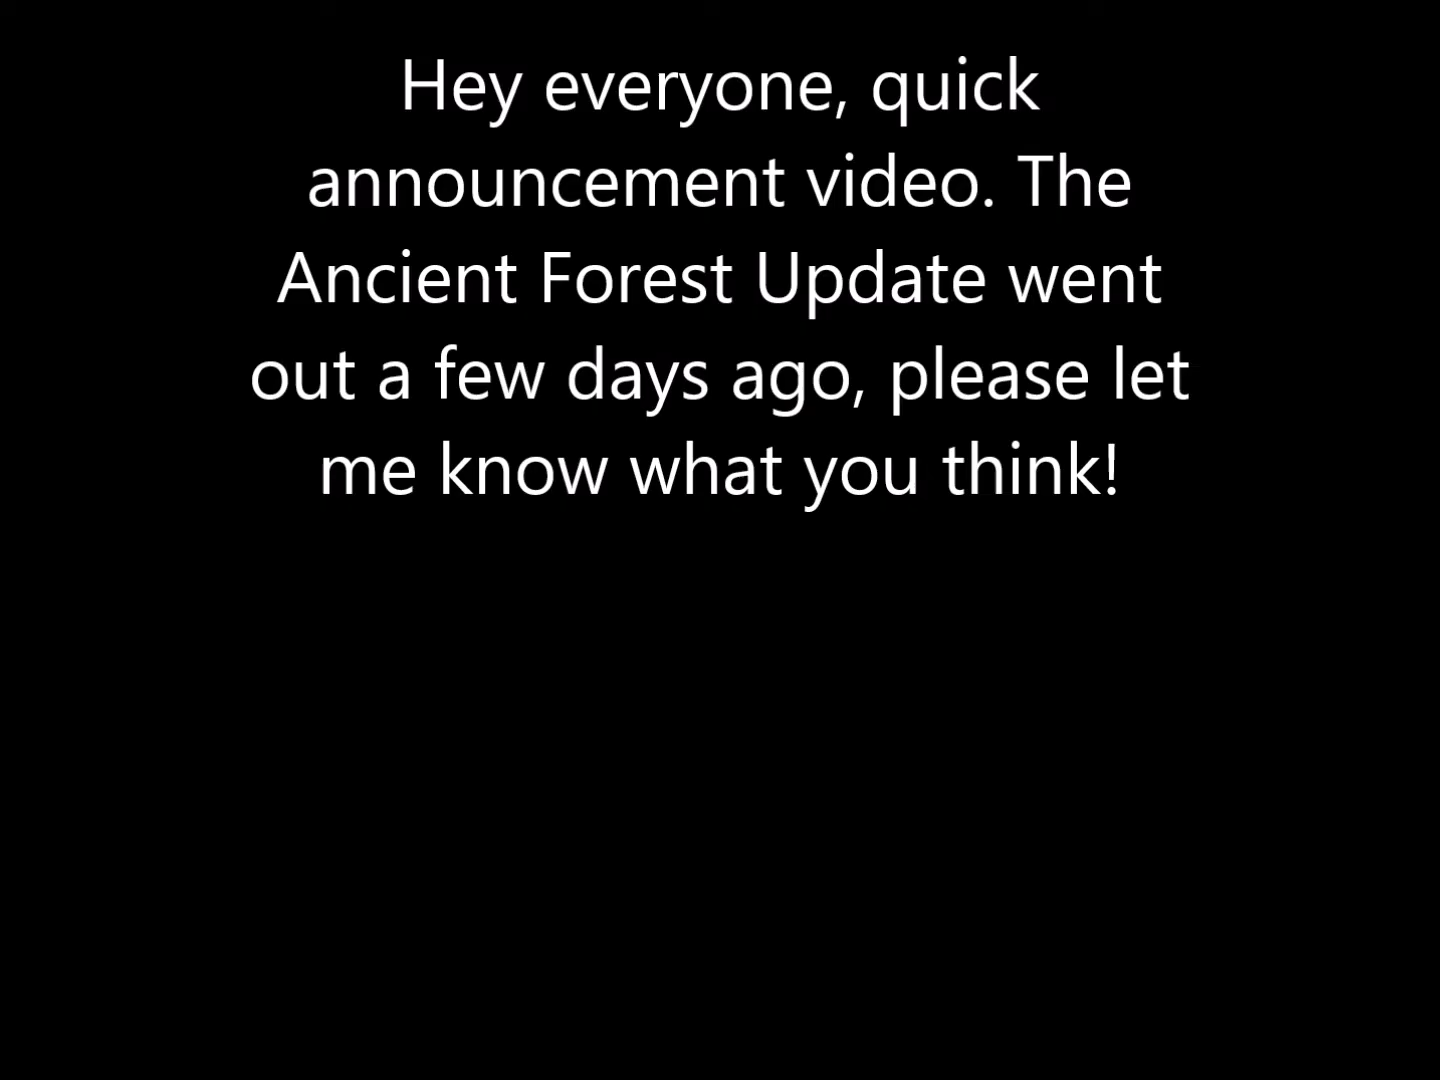 Hey everyone, quick
announcement video. The
Ancient Forest Update went
out a few days ago, please let
me know what you think!